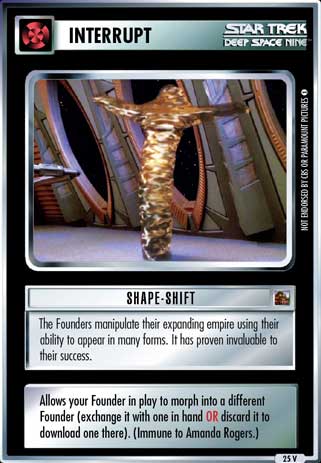 INTERRUPT
STAR TREK
DEEP SPACE NINE
NOT ENDORSED BY CBS OR PARAMOUNT PICTURES
SHAPE-SHIFT
The Founders manipulate their expanding empire using their
ability to appear in many forms. It has proven invaluable to
their success.
Allows your Founder in play to morph into a different
Founder (exchange it with one in hand OR discard it to
download one there). (Immune to Amanda Rogers.)
25 V